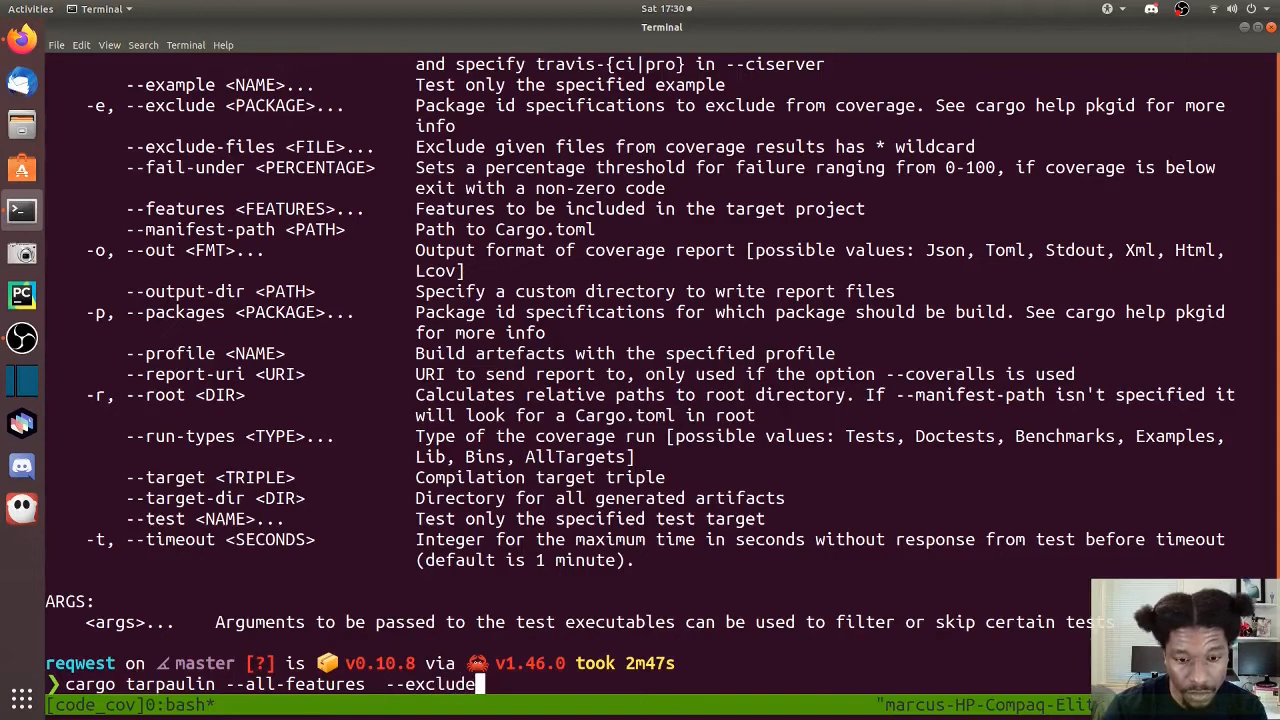 Activities Terminal Sat 17:30
Terminal
File Edit View Search Terminal Help
and specify travis-{ci|pro} in --ciserver
--example <NAME>... Test only the specified example
-e, --exclude <PACKAGE>... Package id specifications to exclude from coverage. See cargo help pkgid for more
info
--exclude-files <FILE>... Exclude given files from coverage results has * wildcard
--fail-under <PERCENTAGE> Sets a percentage threshold for failure ranging from 0-100, if coverage is below
exit with a non-zero code
--features <FEATURES>... Features to be included in the target project
--manifest-path <PATH> Path to Cargo.toml
-o, --out <FMT>... Output format of coverage report [possible values: Json, Toml, Stdout, Xml, Html,
Lcov]
--output-dir <PATH> Specify a custom directory to write report files
-p, --packages <PACKAGE>... Package id specifications for which package should be build. See cargo help pkgid
for more info
--profile <NAME> Build artefacts with the specified profile
--report-uri <URI> URI to send report to, only used if the option --coveralls is used
-r, --root <DIR> Calculates relative paths to root directory. If --manifest-path isn't specified it
will look for a Cargo.toml in root
--run-types <TYPE>... Type of the coverage run [possible values: Tests, Doctests, Benchmarks, Examples,
Lib, Bins, AllTargets]
--target <TRIPLE> Compilation target triple
--target-dir <DIR> Directory for all generated artifacts
--test <NAME>... Test only the specified test target
-t, --timeout <SECONDS> Integer for the maximum time in seconds without response from test before timeout
(default is 1 minute).
ARGS:
<args>... Arguments to be passed to the test executables can be used to filter or skip certain tests
reqwest on master [?] is 📦 v0.10.8 via 🦀 v1.46.0 took 2m47s
❯ cargo tarpaulin --all-features --exclude
[code_cov]0:bash* "marcus-HP-Compaq-Elit